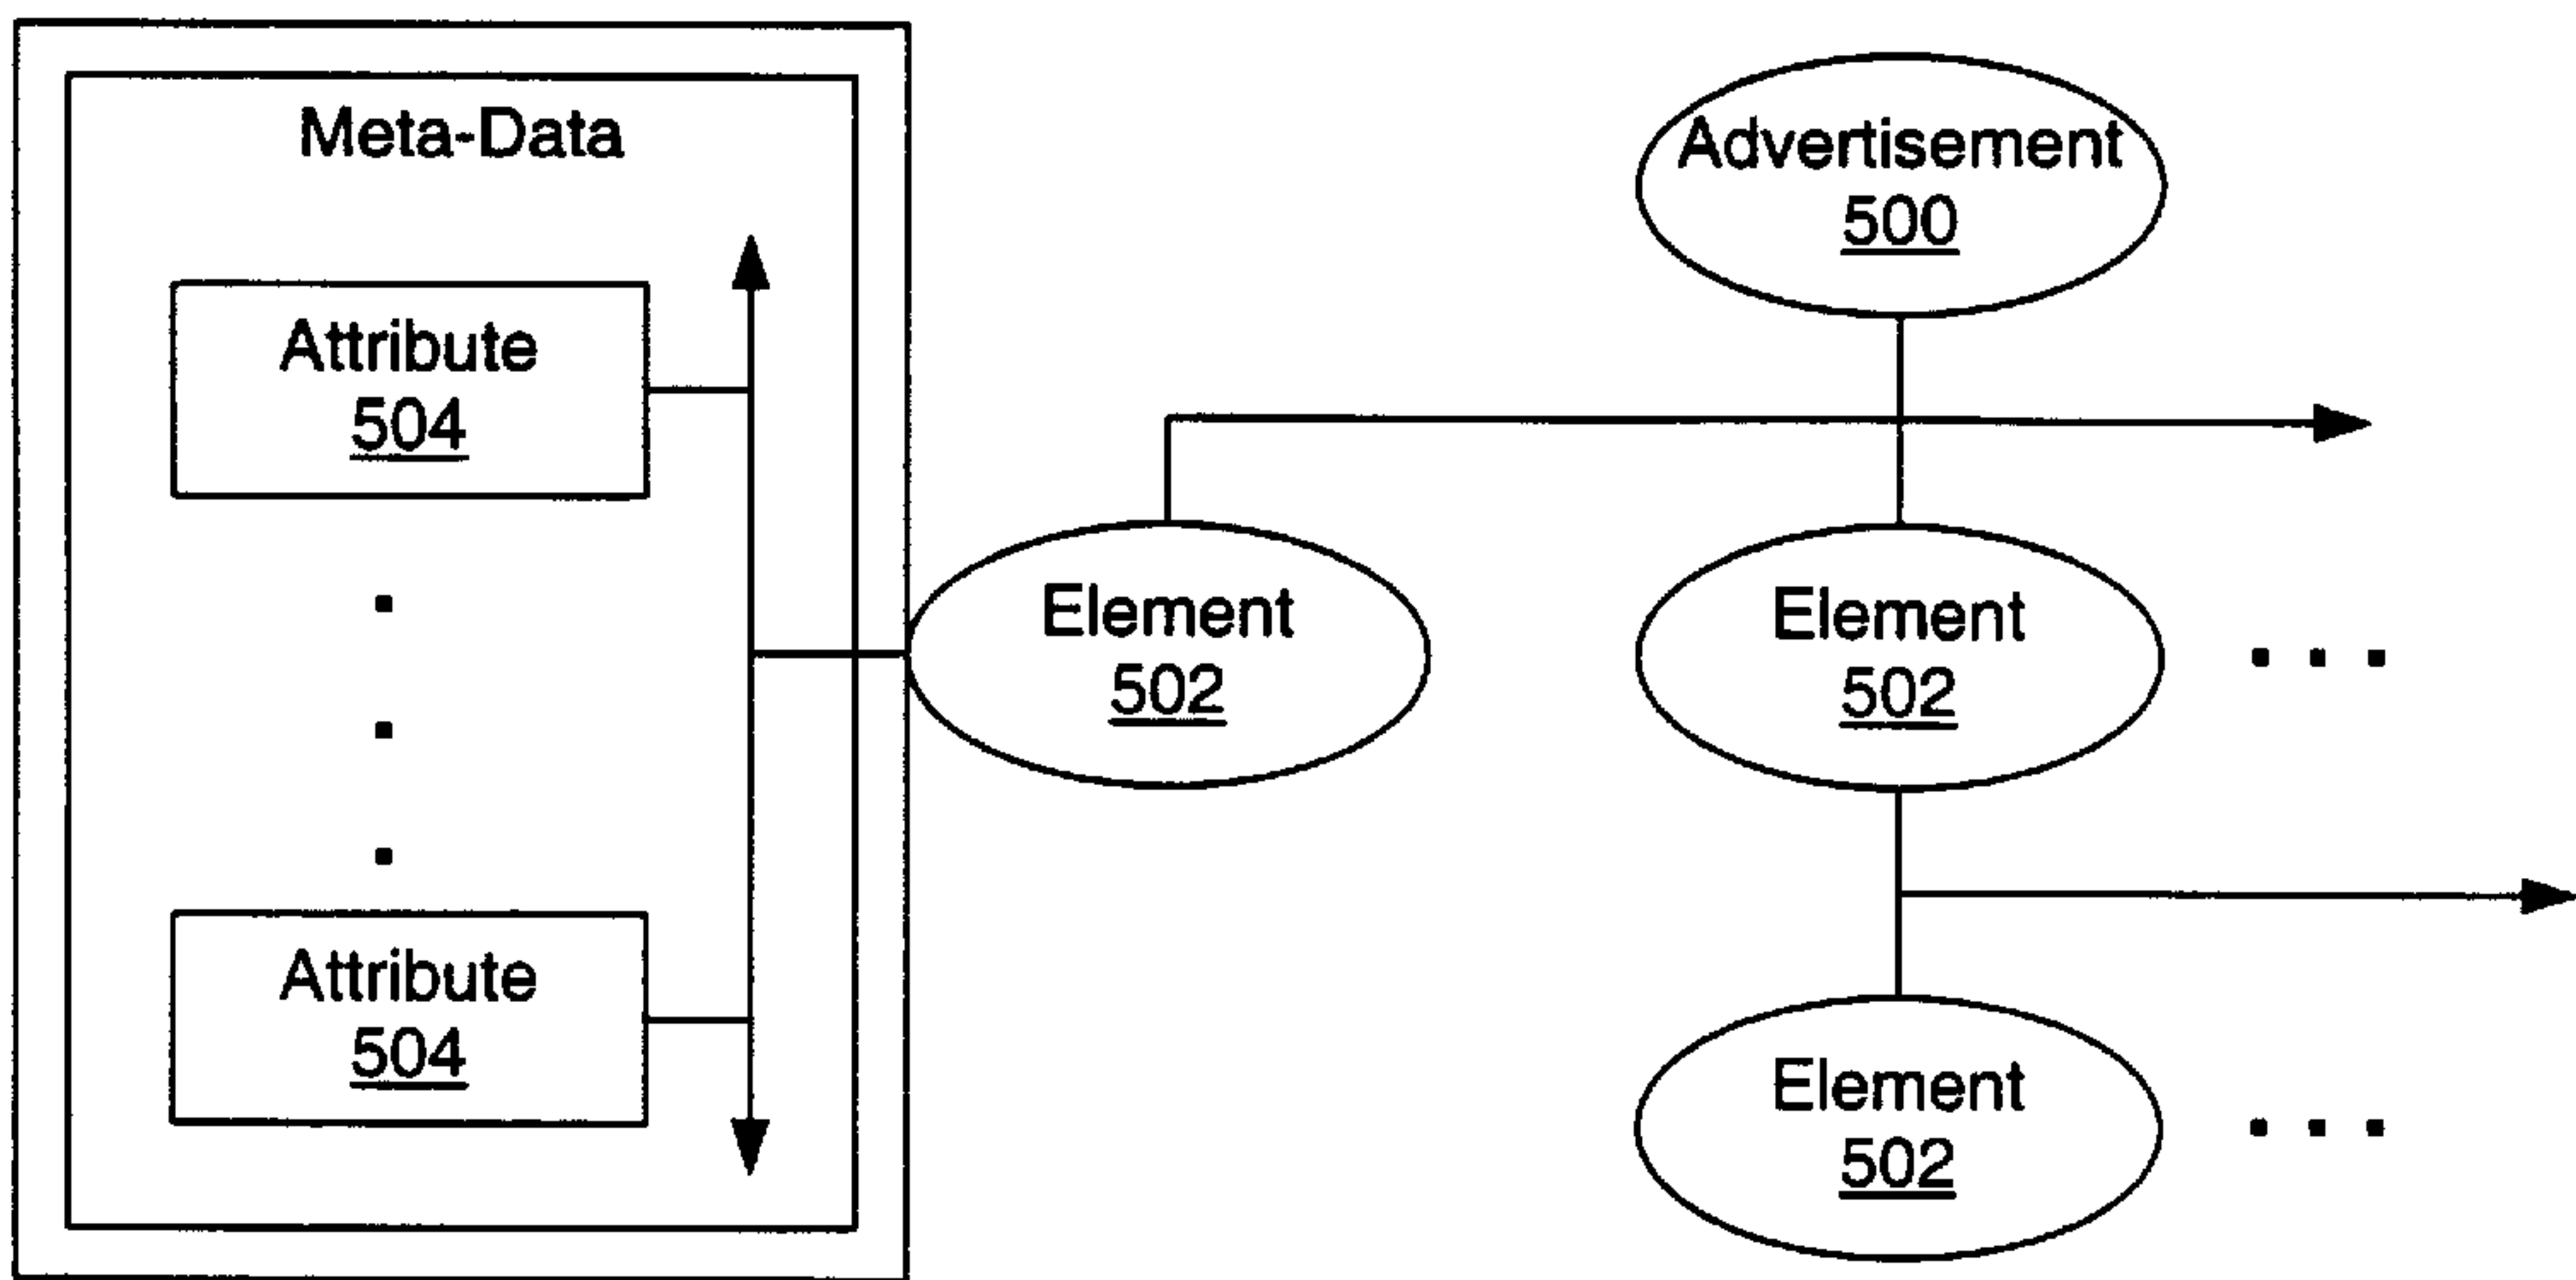 Meta-Data
Attribute
504
Attribute
504
Advertisement
500
Element
502
Element
502
Element
502